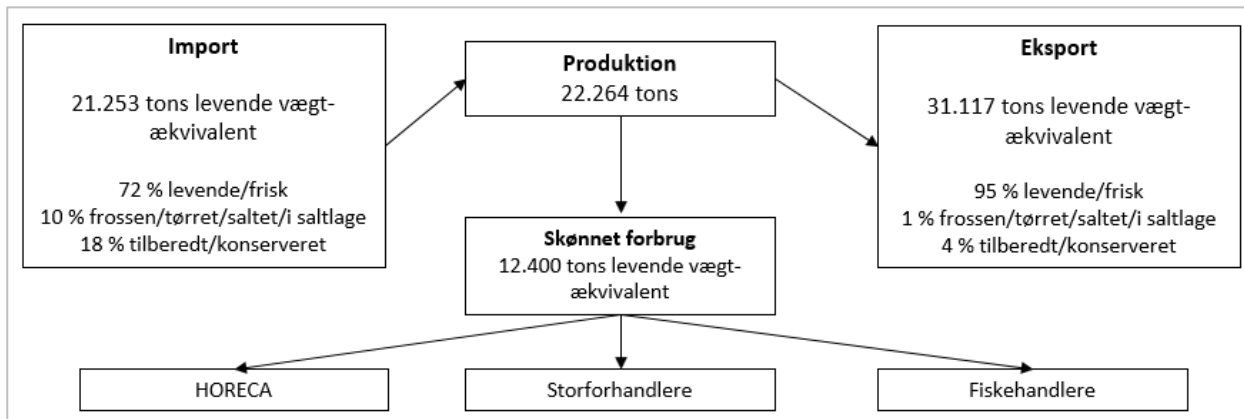 Import
21.253 tons levende vægt-
ækvivalent
72 % levende/frisk
10 % frossen/tørret/saltet/i saltlage
18 % tilberedt/konserveret
Produktion
22.264 tons
Eksport
31.117 tons levende vægt-
ækvivalent
95 % levende/frisk
1 % frossen/tørret/saltet/i saltlage
4 % tilberedt/konserveret
Skønnet forbrug
12.400 tons levende vægt-
ækvivalent
HORECA
Storforhandlere
Fiskehandlere